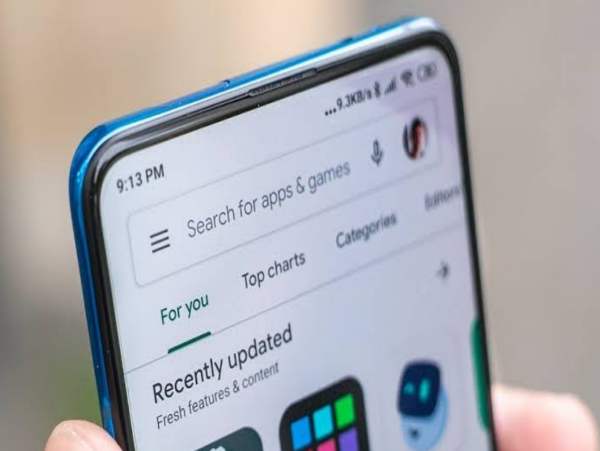 9:13 PM ...9.3KB/s
Search for apps & games
For you Top charts Categories Editors
Recently updated
Fresh features & content